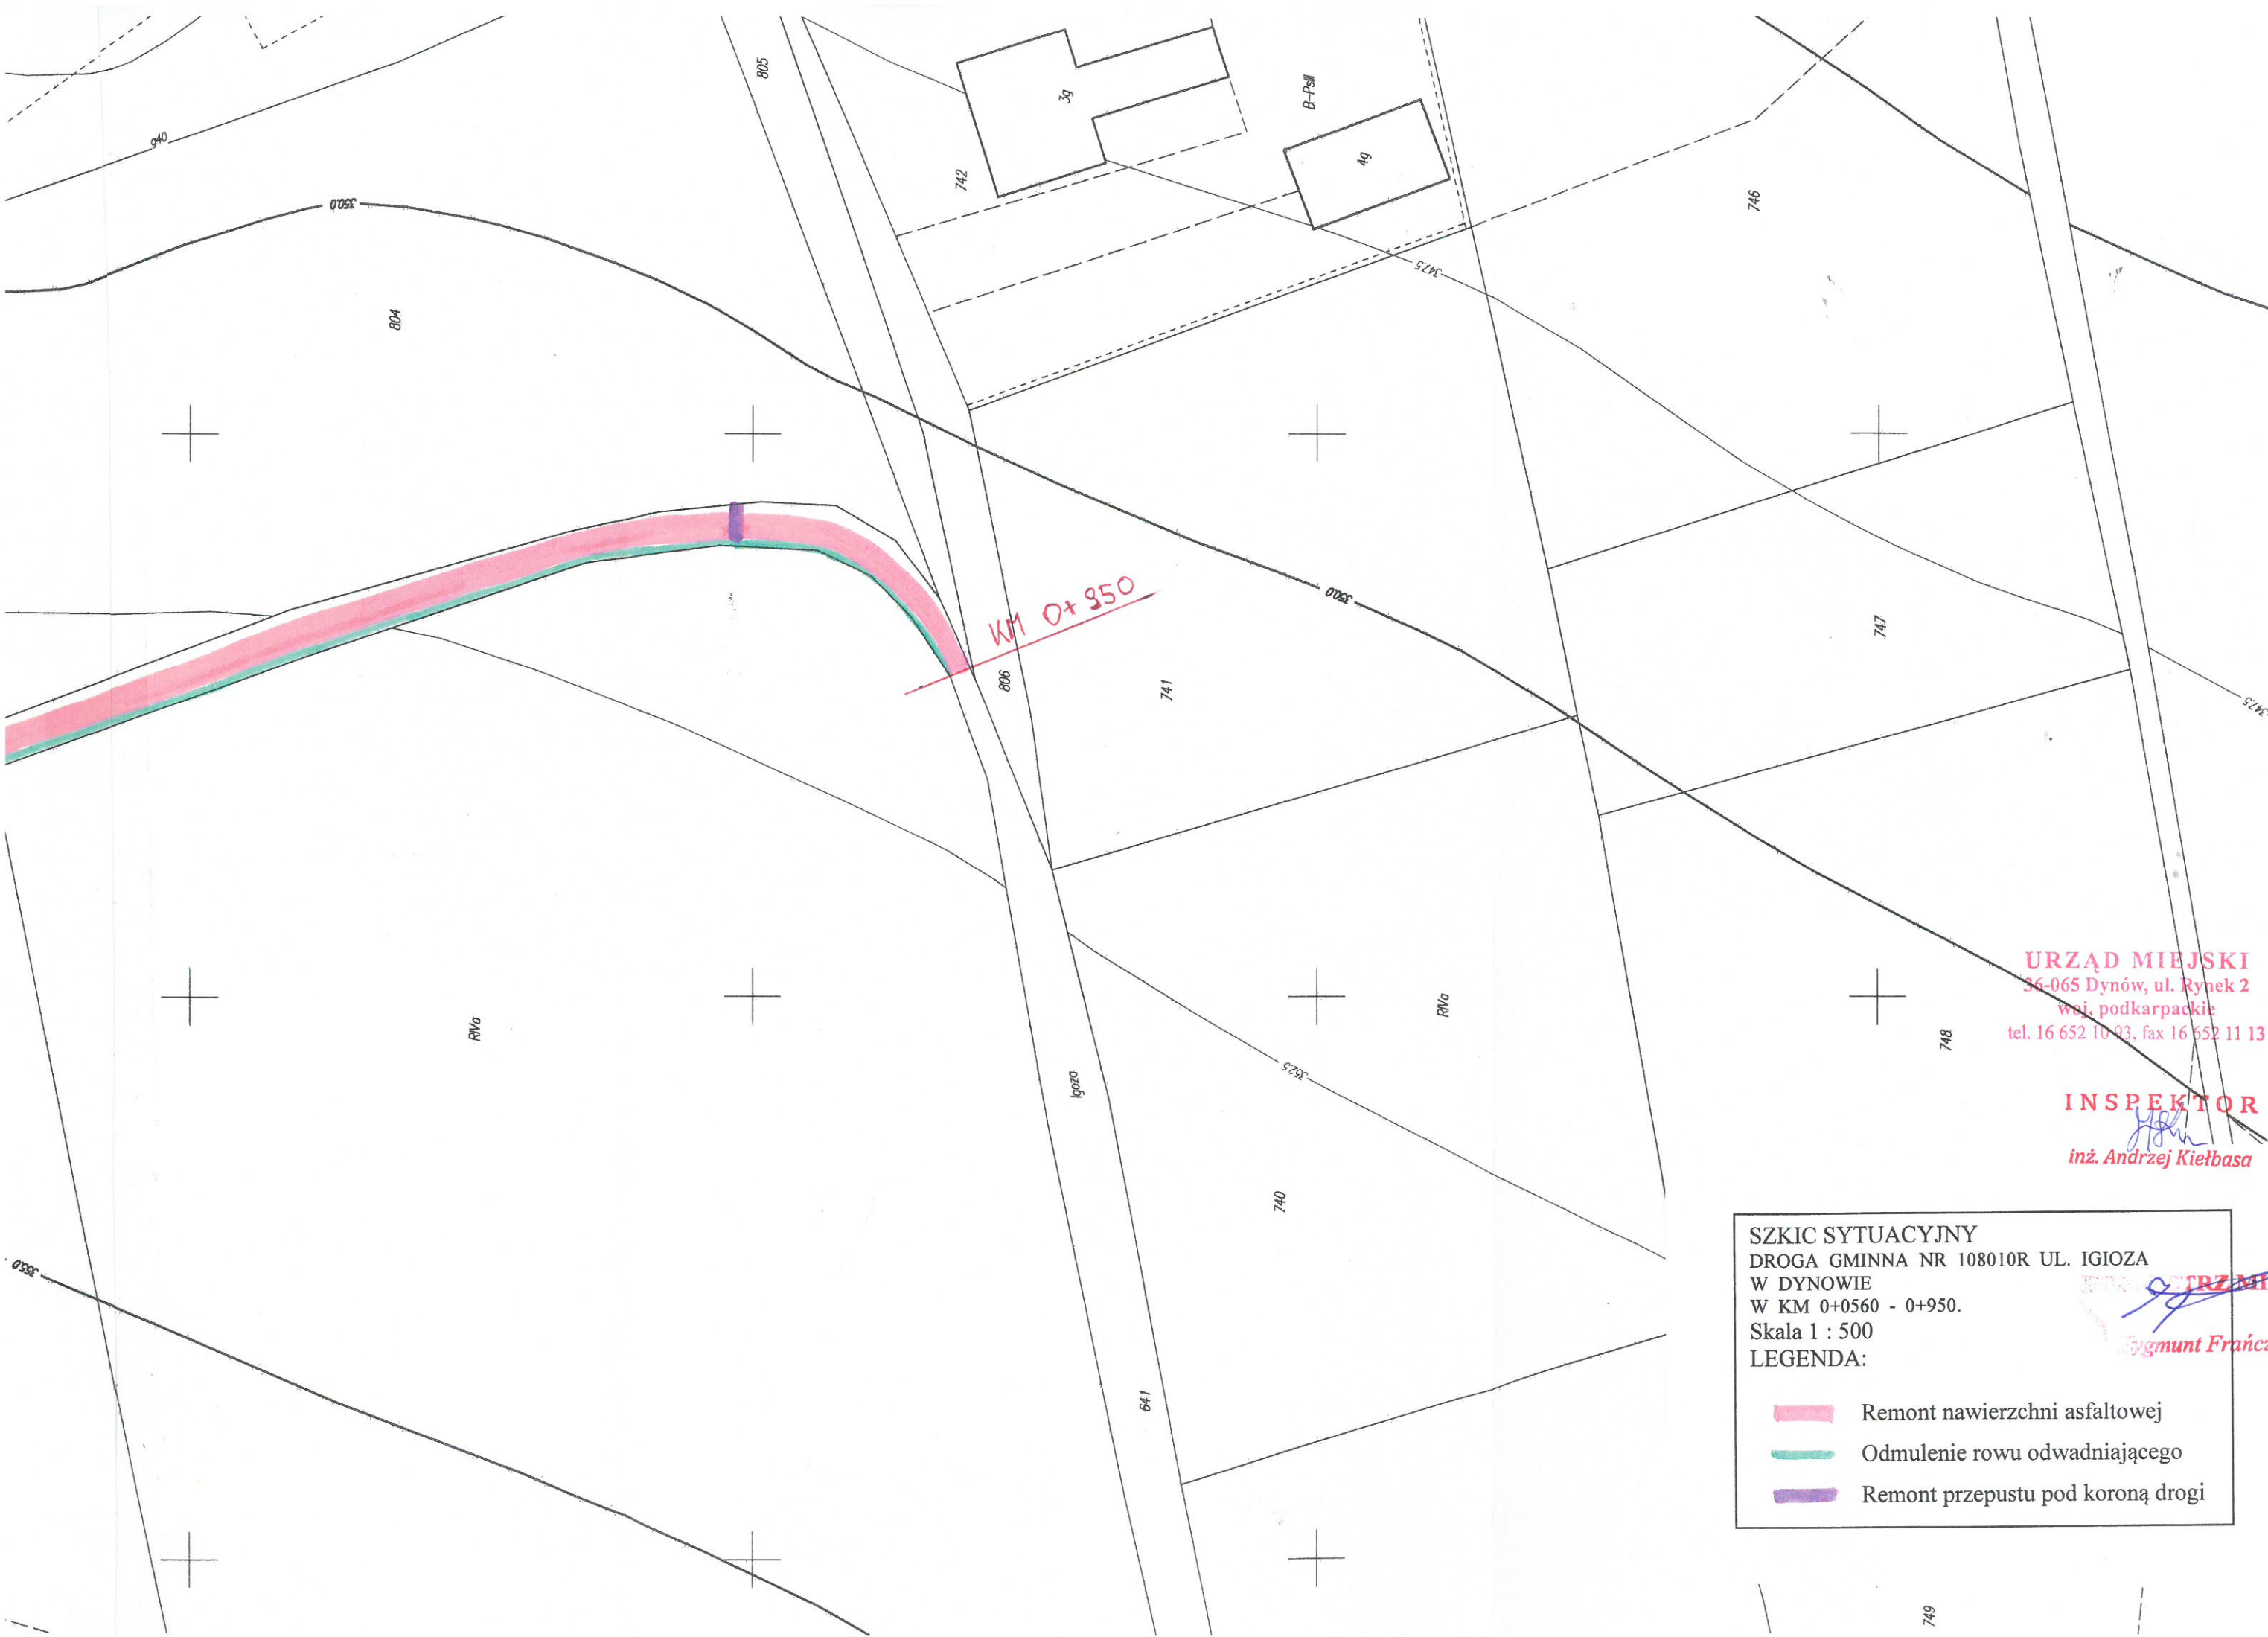 940
350.0
804
805
742
3g
B-PsII
4g
746
347.5
KM 0+950
806
741
350.0
747
347.5
RIVa
Igoza
352.5
RIVa
748
740
355.0
641
749
URZĄD MIEJSKI
36-065 Dynów, ul. Rynek 2
woj. podkarpackie
tel. 16 652 10 93, fax 16 652 11 13
INSPEKTOR
inż. Andrzej Kiełbasa
SZKIC SYTUACYJNY
DROGA GMINNA NR 108010R UL. IGIOZA
W DYNOWIE
W KM 0+0560 - 0+950.
Skala 1 : 500
LEGENDA:
Remont nawierzchni asfaltowej
Odmulenie rowu odwadniającego
Remont przepustu pod koroną drogi